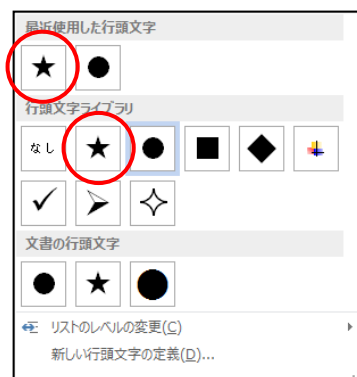 最近使用した行頭文字
行頭文字ライブラリ
なし
文書の行頭文字
リストのレベルの変更(C)
新しい行頭文字の定義(D)...